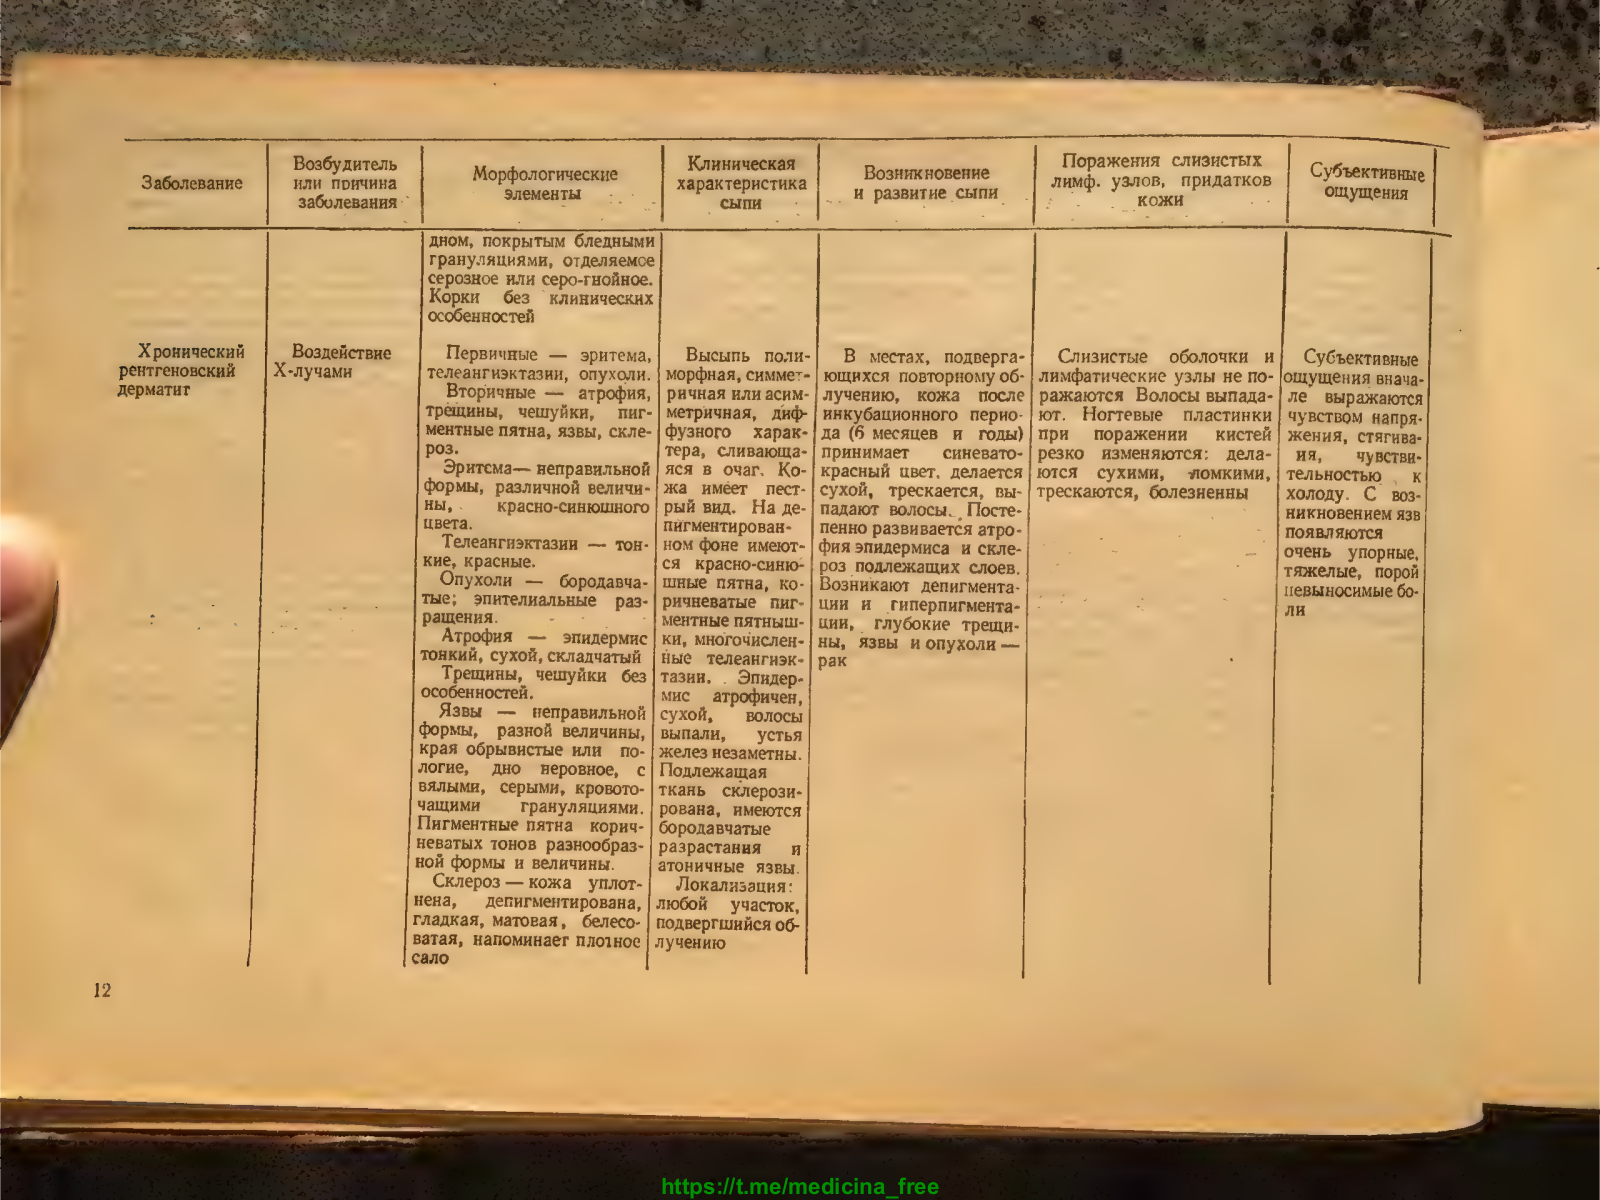 Заболевание
Возбудитель
или причина
заболевания
Морфологические
элементы
Клиническая
характеристика
сыпи
Возникновение
и развитие сыпи
Поражения слизистых
лимф. узлов, придатков
кожи
Субъективные
ощущения
дном, покрытым бледными
грануляциями, отделяемое
серозное или серо-гнойное.
Корки без клинических
особенностей
Хронический
рентгеновский
дерматит
Воздействие
Х-лучами
Первичные — эритема,
телеангиэктазии, опухоли.
Вторичные — атрофия,
трещины, чешуйки, пиг-
ментные пятна, язвы, скле-
роз.
Эритема— неправильной
формы, различной величи-
ны, красно-синюшного
цвета.
Телеангиэктазии — тон-
кие, красные.
Опухоли — бородавча-
тые; эпителиальные раз-
ращения.
Атрофия — эпидермис
тонкий, сухой, складчатый
Трещины, чешуйки без
особенностей.
Язвы — неправильной
формы, разной величины,
края обрывистые или по-
логие, дно неровное, с
вялыми, серыми, кровото-
чащими грануляциями.
Пигментные пятна корич-
неватых тонов разнообраз-
ной формы и величины.
Склероз — кожа уплот-
нена, депигментирована,
гладкая, матовая, белесо-
ватая, напоминает плотное
сало
Высыпь поли-
морфная, симмет-
ричная или асим-
метричная, диф-
фузного харак-
тера, сливающа-
яся в очаг. Ко-
жа имеет пест-
рый вид. На де-
пигментирован-
ном фоне имеют-
ся красно-синю-
шные пятна, ко-
ричневатые пиг-
ментные пятныш-
ки, многочислен-
ные телеангиэк-
тазии. Эпидер-
мис атрофичен,
сухой, волосы
выпали, устья
желез незаметны.
Подлежащая
ткань склерози-
рована, имеются
бородавчатые
разрастания и
атоничные язвы.
Локализация:
любой участок,
подвергшийся об-
лучению
В местах, подверга-
ющихся повторному об-
лучению, кожа после
инкубационного перио-
да (6 месяцев и годы)
принимает синевато-
красный цвет, делается
сухой, трескается, вы-
падают волосы. Посте-
пенно развивается атро-
фия эпидермиса и скле-
роз подлежащих слоев.
Возникают депигмента-
ции и гиперпигмента-
ции, глубокие трещи-
ны, язвы и опухоли —
рак
Слизистые оболочки и
лимфатические узлы не по-
ражаются Волосы выпада-
ют. Ногтевые пластинки
при поражении кистей
резко изменяются: дела-
ются сухими, ломкими,
трескаются, болезненны
Субъективные
ощущения внача-
ле выражаются
чувством напря-
жения, стягива-
ия, чувстви-
тельностью к
холоду. С воз-
никновением язв
появляются
очень упорные,
тяжелые, порой
невыносимые бо-
ли
12
https://t.me/medicina_free